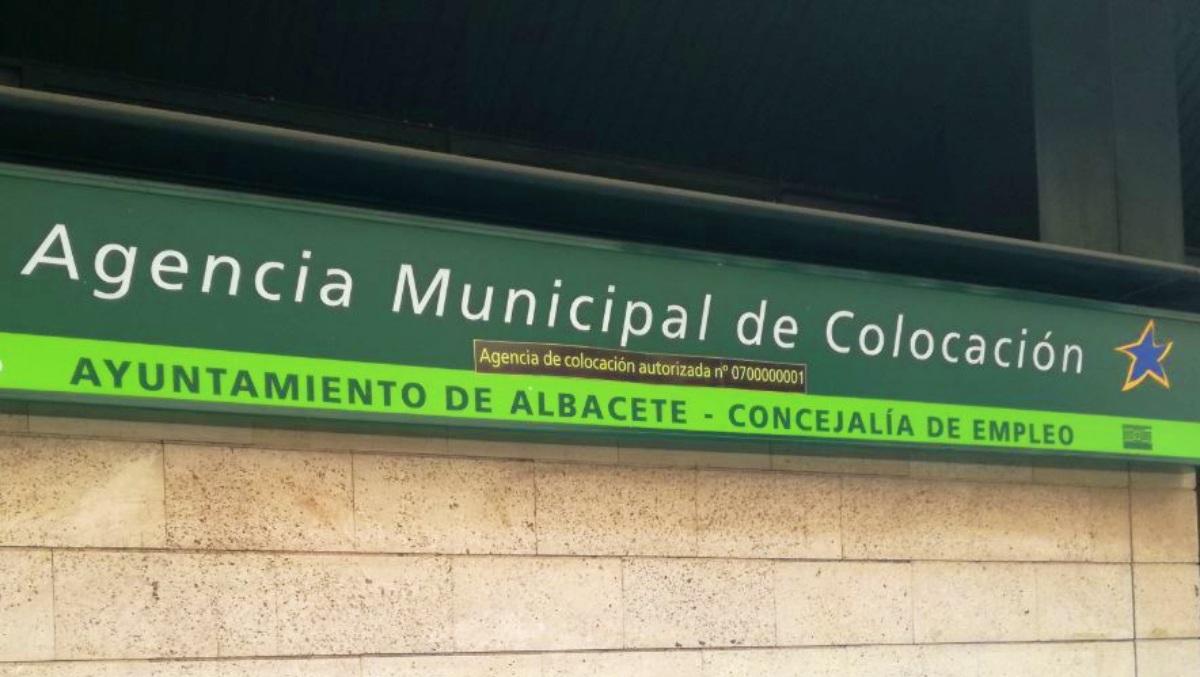 Agencia Municipal de Colocación
Agencia de colocación autorizada nº 0700000001
AYUNTAMIENTO DE ALBACETE - CONCEJALÍA DE EMPLEO